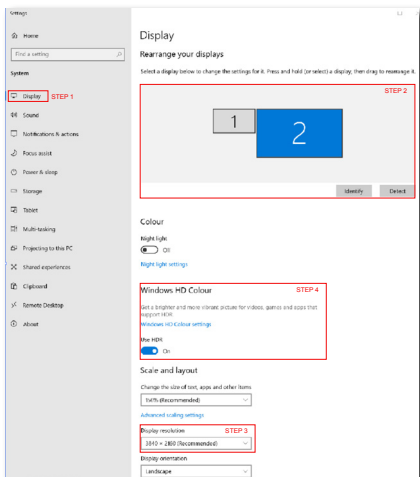 Settings
Home
Find a setting
System
Display STEP 1
Sound
Notifications & actions
Focus assist
Power & sleep
Storage
Tablet
Multi-tasking
Projecting to this PC
Shared experiences
Clipboard
Remote Desktop
About
Display
Rearrange your displays
Select a display below to change the settings for it. Press and hold (or select) a display, then drag to rearrange it.
STEP 2
1
2
Identify Detect
Colour
Night light
Off
Night light settings
Windows HD Colour STEP 4
Get a brighter and more vibrant picture for videos, games and apps that
support HDR.
Windows HD Colour settings
Use HDR
On
Scale and layout
Change the size of text, apps and other items
(Recommended)
Advanced scaling settings
Display resolution STEP 3
3840 × 2160 (Recommended)
Display orientation
Landscape